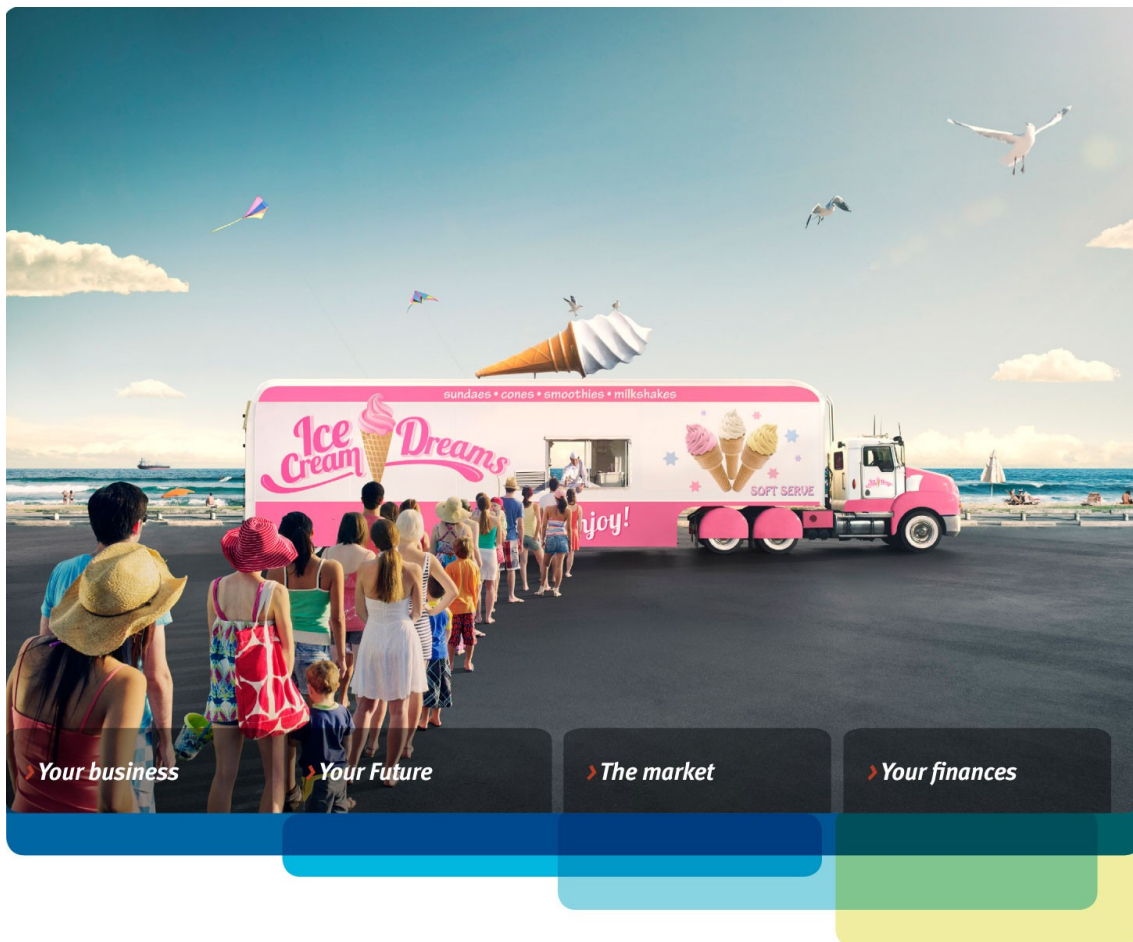 sundaes • cones • smoothies • milkshakes
Ice
Cream
Dreams
SOFT SERVE
njoy!
› Your business
› Your Future
› The market
› Your finances